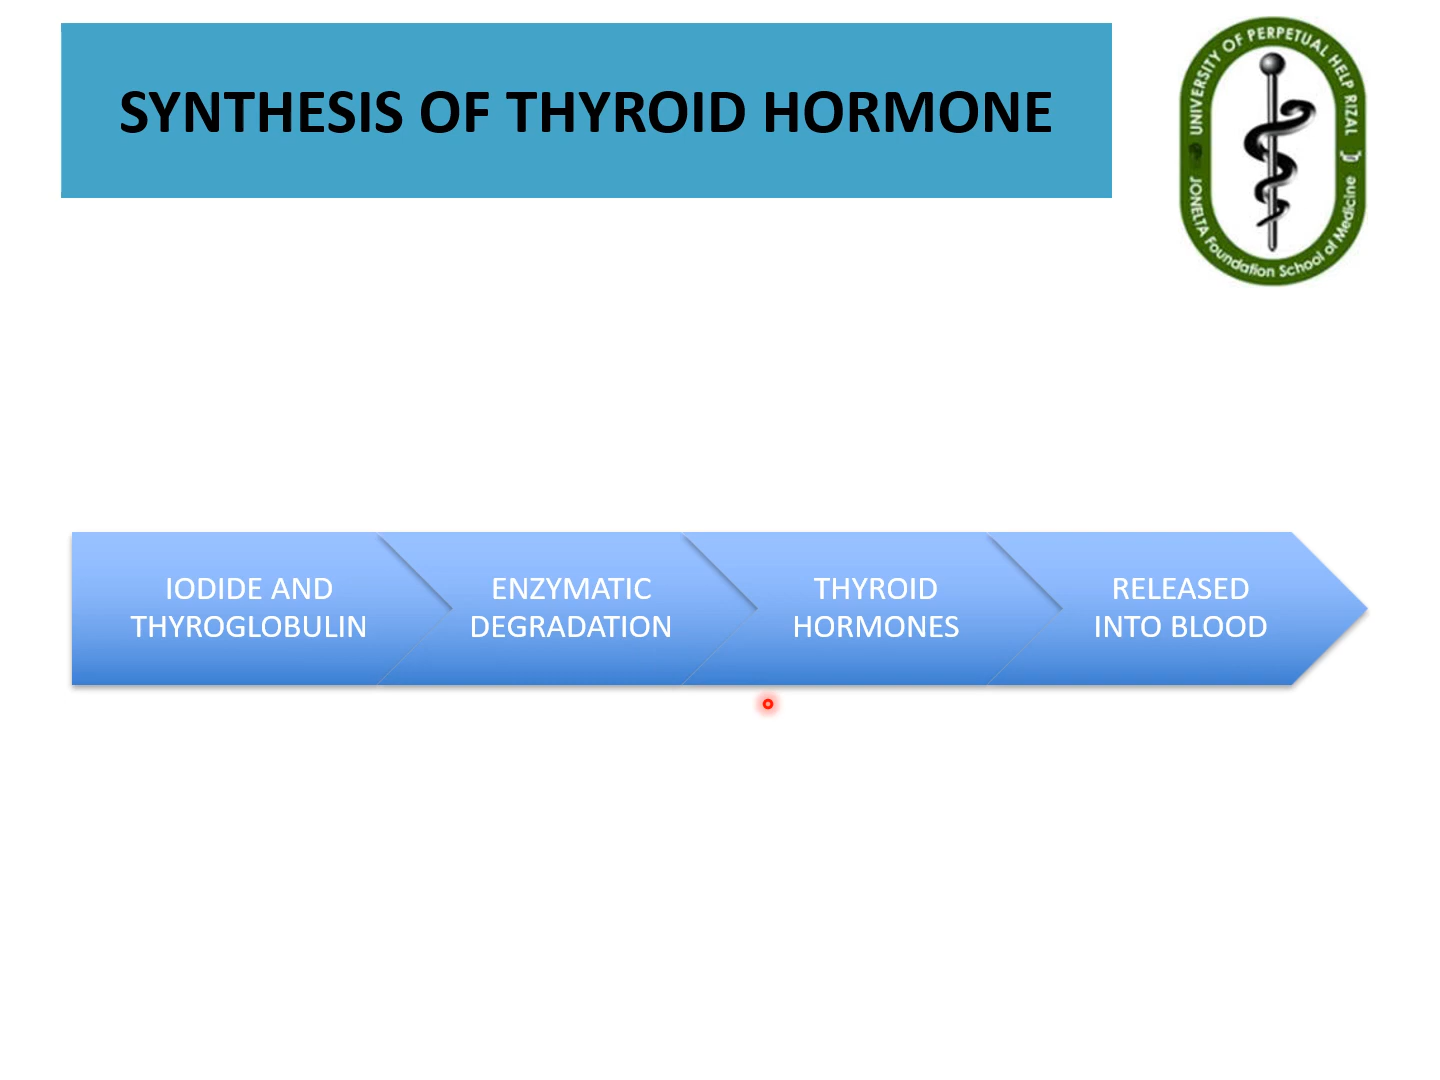 SYNTHESIS OF THYROID HORMONE
UNIVERSITY OF PERPETUAL HELP RIZAL
JONELTA Foundation School of Medicine
IODIDE AND
THYROGLOBULIN
ENZYMATIC
DEGRADATION
THYROID
HORMONES
RELEASED
INTO BLOOD